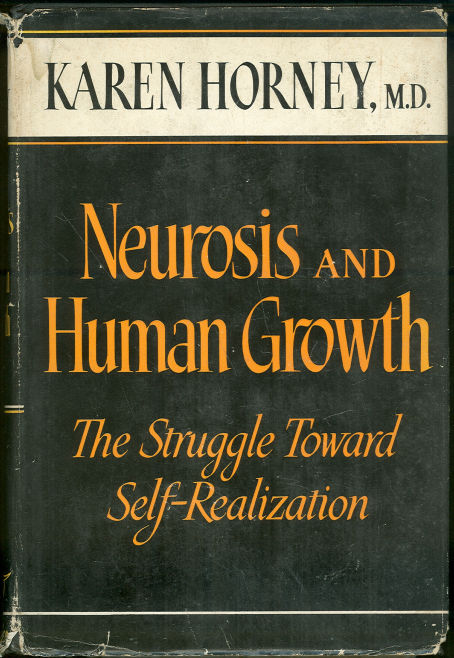 KAREN HORNEY, M.D.
Neurosis AND
Human Growth
The Struggle Toward
Self-Realization